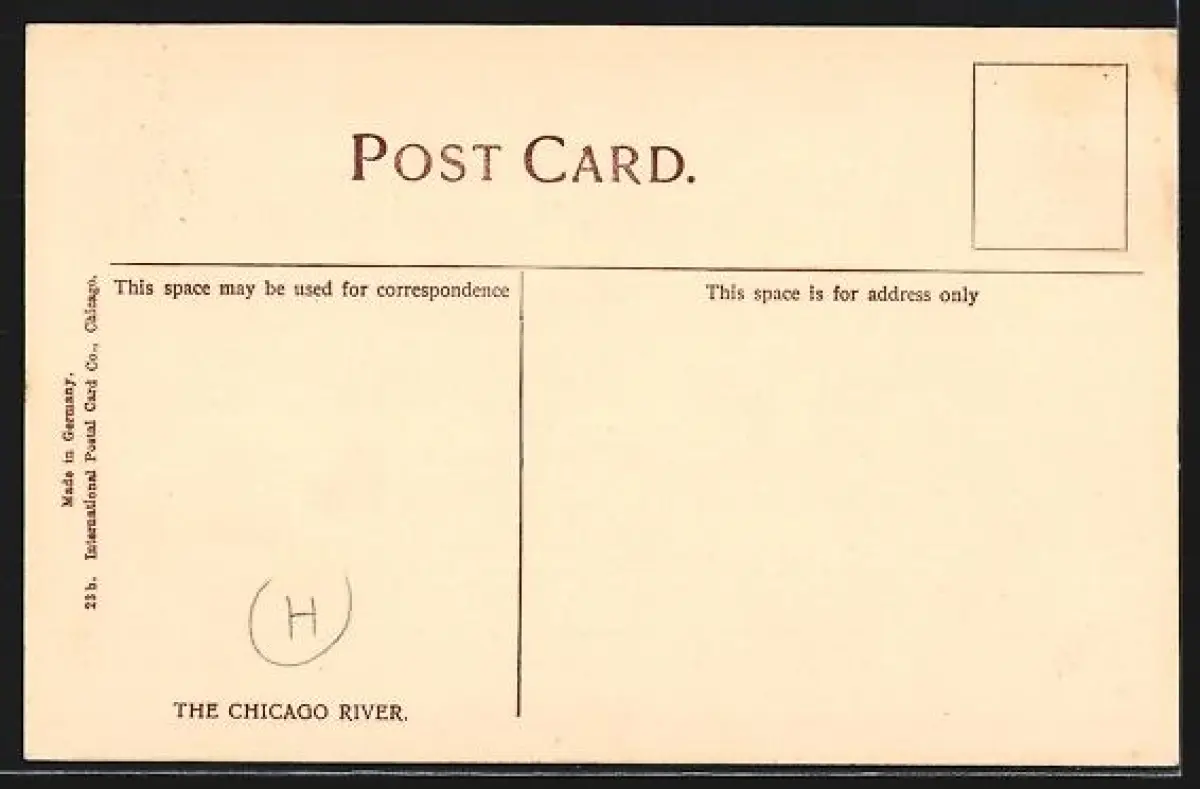 POST CARD.
This space may be used for correspondence
This space is for address only
Made in Germany.
23 b. International Postal Card Co., Chicago.
H
THE CHICAGO RIVER.